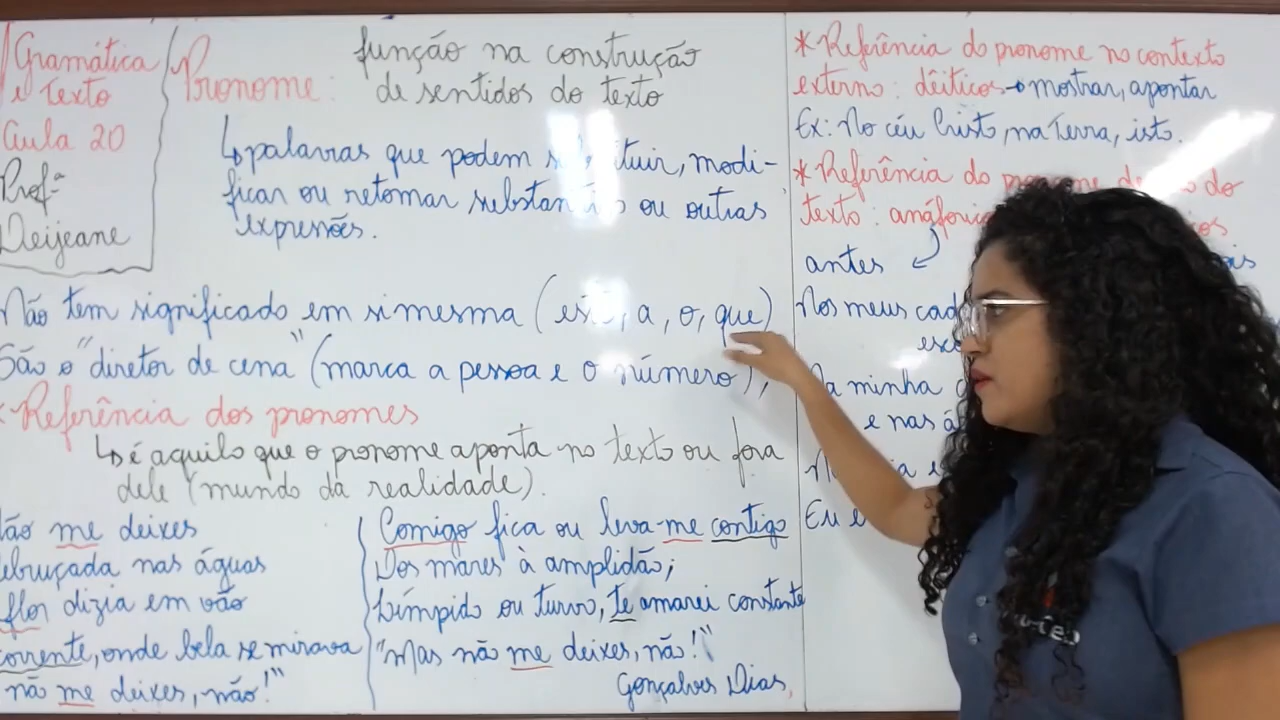 Gramática
e Texto
Aula 20
Profª
Deijeane
Pronome: função na construção
de sentidos do texto
↳ palavras que podem modi-
ficar ou retomar ou outras
expressões.
Não tem significado em si mesma (a, o, que)
São o "diretor de cena" (marca a pessoa e o número),
Referência dos pronomes
↳ é aquilo que o pronome aponta no texto ou fora
dele (mundo da realidade).
me deixes
nas águas
flor dizia em vão
corrente, onde bela se mirava
não me deixes, não!"
Comigo fica ou leva-me contigo
Dos mares à amplidão;
Límpido ou turvo, te amarei constante
"Mas não me deixes, não!"
Gonçalves Dias,
* Referência do pronome no contexto
externo: dêiticos → mostrar, apontar
Ex: No céu Cristo, na Terra, isto.
* Referência do do
texto:
antes
Nos meus
minha
e nas
Eu